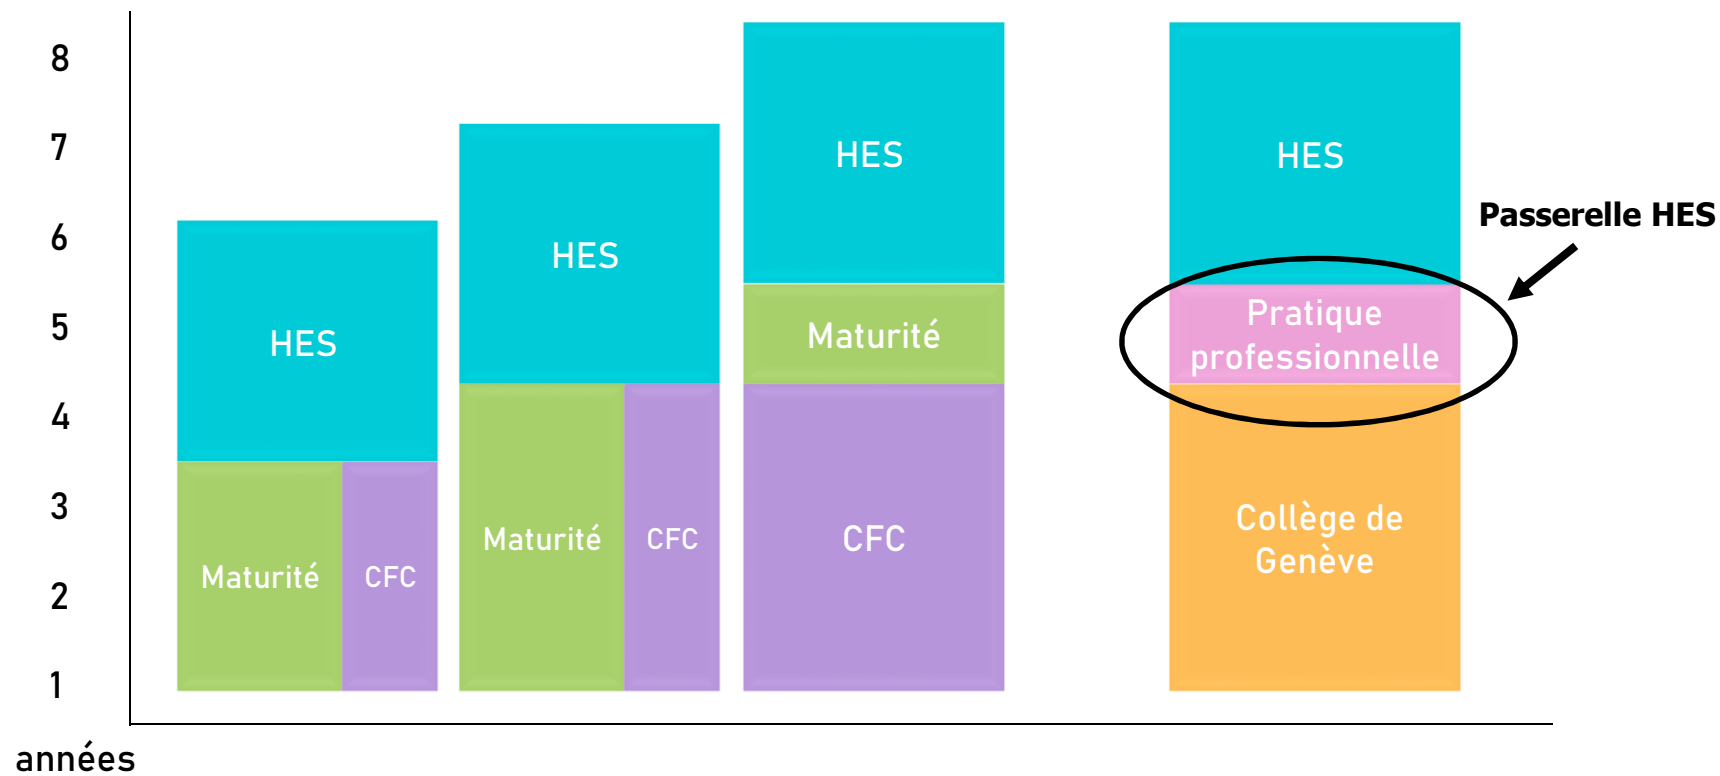 8
7
6
5
4
3
2
1
années
HES
Maturité
CFC
HES
Maturité
CFC
HES
Maturité
CFC
HES
Pratique
professionnelle
Collège de
Genève
Passerelle HES